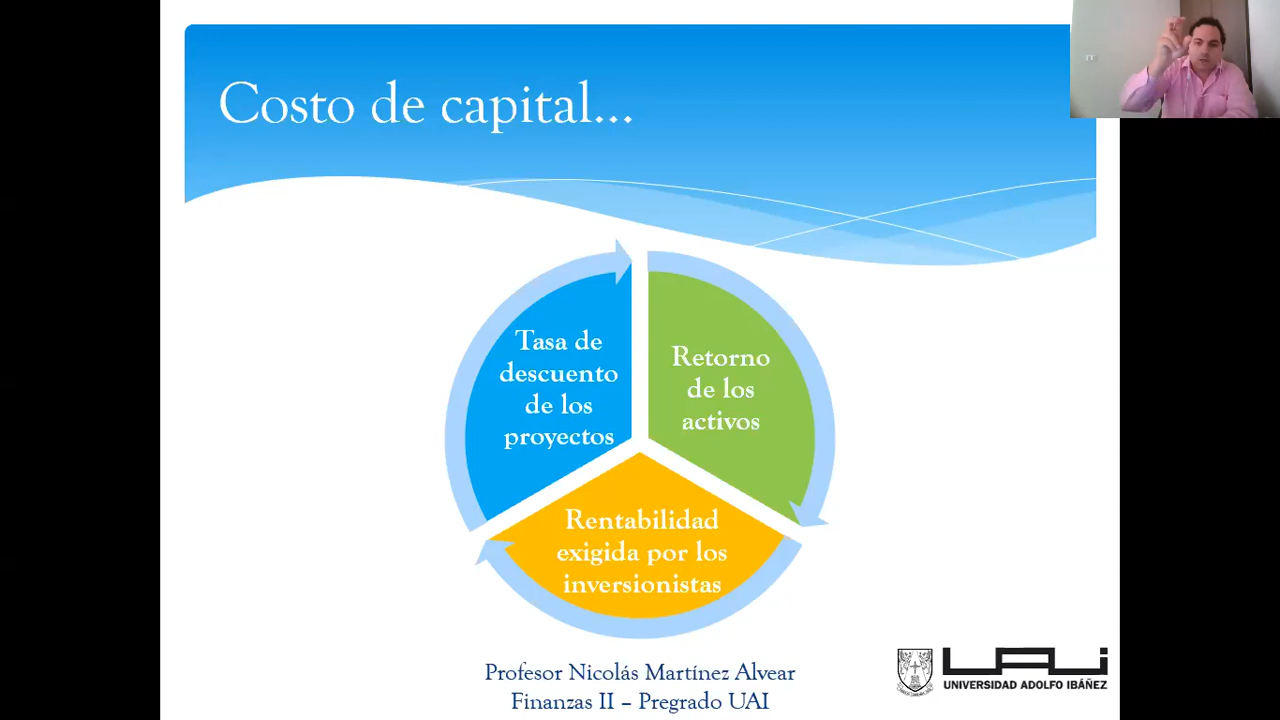 Costo de capital...
Tasa de
descuento
de los
proyectos
Retorno
de los
activos
Rentabilidad
exigida por los
inversionistas
Profesor Nicolás Martínez Alvear
Finanzas II – Pregrado UAI
UAi
UNIVERSIDAD ADOLFO IBÁÑEZ